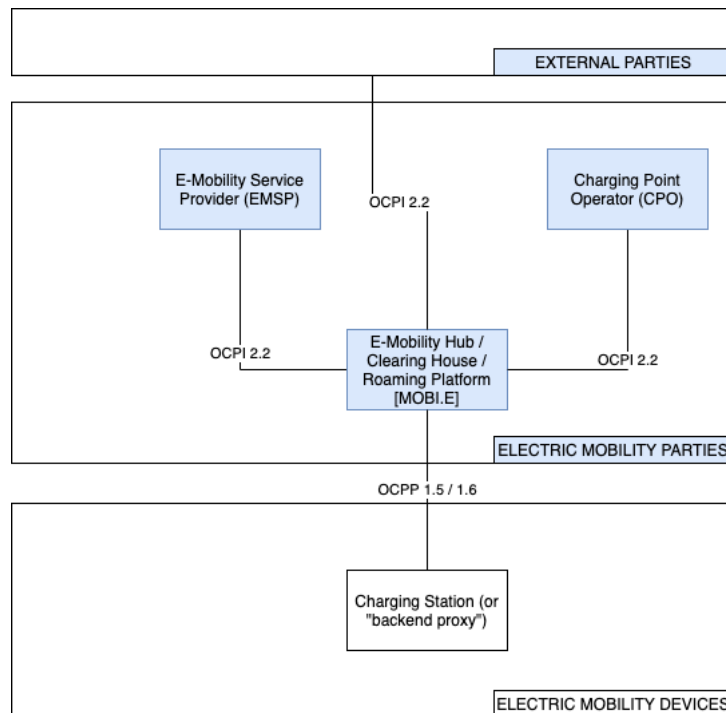 EXTERNAL PARTIES
E-Mobility Service
Provider (EMSP)
Charging Point
Operator (CPO)
OCPI 2.2
E-Mobility Hub /
Clearing House /
Roaming Platform
[MOBI.E]
OCPI 2.2
OCPI 2.2
ELECTRIC MOBILITY PARTIES
OCPP 1.5 / 1.6
Charging Station (or
"backend proxy")
ELECTRIC MOBILITY DEVICES